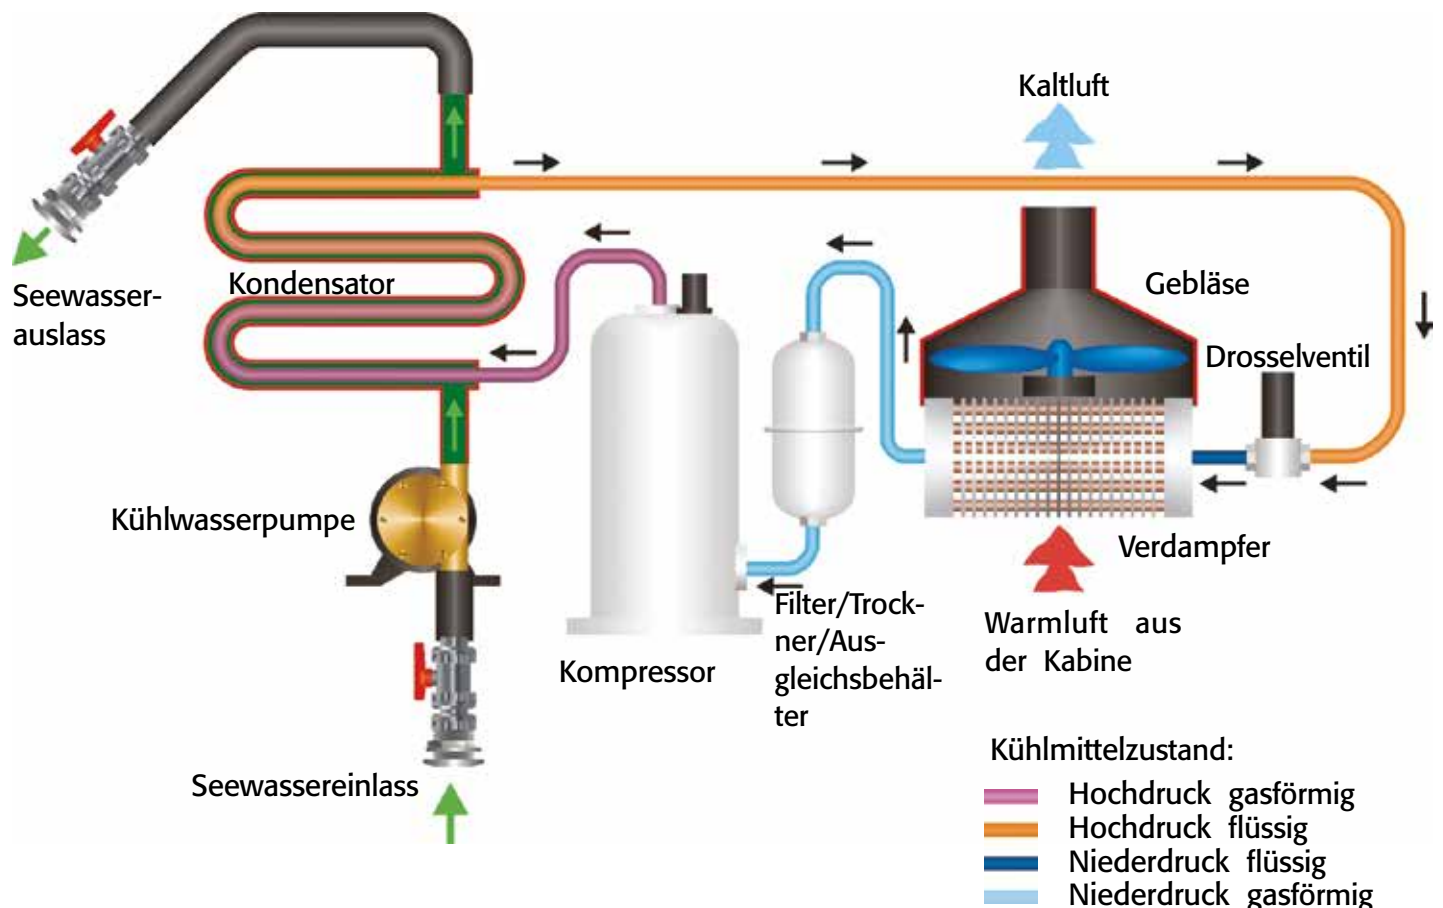 Kaltluft
Seewasser-
auslass
Kondensator
Gebläse
Drosselventil
Kühlwasserpumpe
Verdampfer
Filter/Trock-
ner/Aus-
gleichsbehäl-
ter
Warmluft aus
der Kabine
Kompressor
Seewassereinlass
Kühlmittelzustand:
Hochdruck gasförmig
Hochdruck flüssig
Niederdruck flüssig
Niederdruck gasförmig